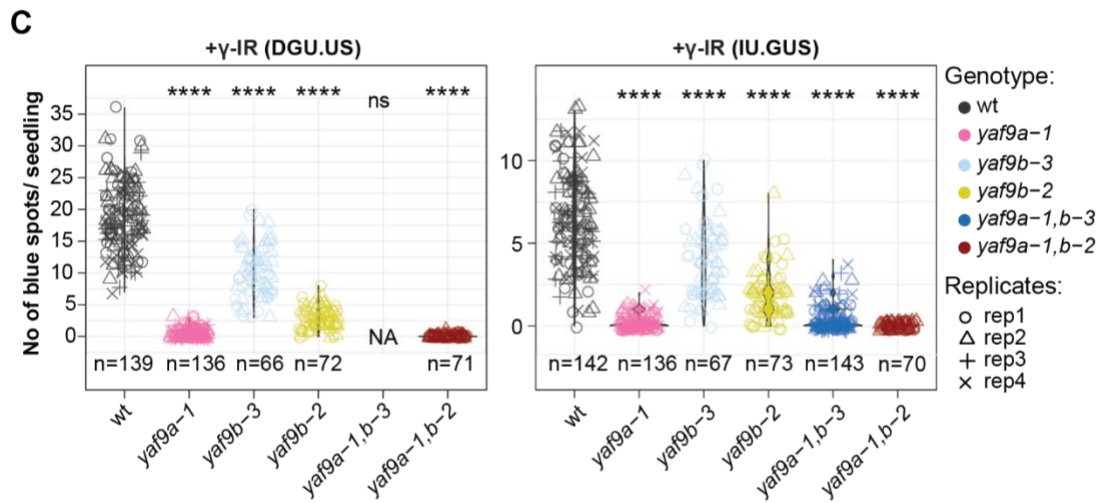 C
+γ-IR (DGU.US)
No of blue spots/ seedling
35
30
25
20
15
10
5
0
**** **** **** ns ****
NA
n=139 n=136 n=66 n=72 n=71
wt
yaf9a−1
yaf9b−3
yaf9b−2
yaf9a−1,b−3
yaf9a−1,b−2
+γ-IR (IU.GUS)
10
5
0
**** **** **** **** ****
n=142 n=136 n=67 n=73 n=143 n=70
wt
yaf9a−1
yaf9b−3
yaf9b−2
yaf9a−1,b−3
yaf9a−1,b−2
Genotype:
wt
yaf9a−1
yaf9b−3
yaf9b−2
yaf9a−1,b−3
yaf9a−1,b−2
Replicates:
rep1
rep2
rep3
rep4